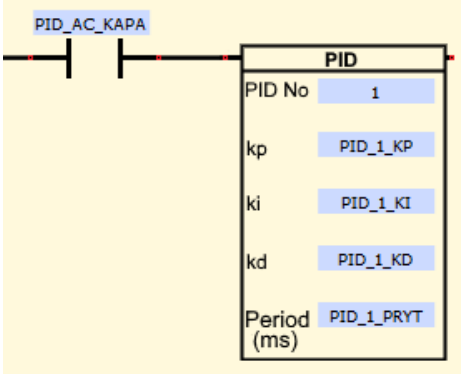 PID_AC_KAPA
PID
PID No 1
kp PID_1_KP
ki PID_1_KI
kd PID_1_KD
Period PID_1_PRYT
(ms)